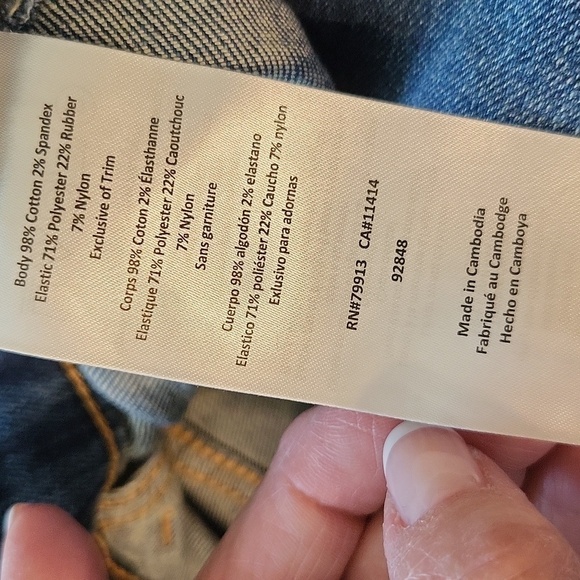 Body 98% Cotton 2% Spandex
Elastic 71% Polyester 22% Rubber
7% Nylon
Exclusive of Trim
Corps 98% Coton 2% Élasthanne
Elastique 71% Polyester 22% Caoutchouc
7% Nylon
Sans garniture
Cuerpo 98% algodón 2% elastano
Elastico 71% poliéster 22% Caucho 7% nylon
Exlusivo para adornas
RN#79913 CA#11414
92848
Made in Cambodia
Fabriqué au Cambodge
Hecho en Camboya